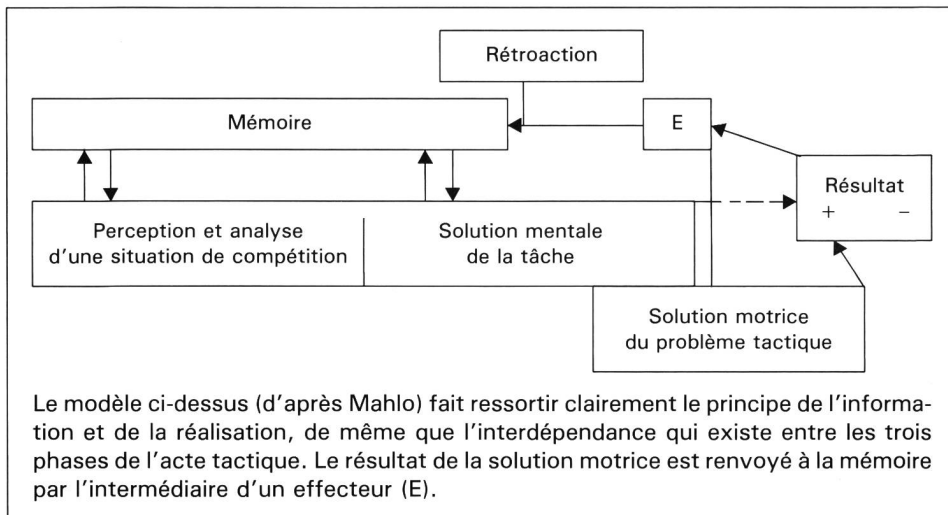 Rétroaction
Mémoire
E
Résultat
+ –
Perception et analyse
d'une situation de compétition
Solution mentale
de la tâche
Solution motrice
du problème tactique
Le modèle ci-dessus (d'après Mahlo) fait ressortir clairement le principe de l'informa-
tion et de la réalisation, de même que l'interdépendance qui existe entre les trois
phases de l'acte tactique. Le résultat de la solution motrice est renvoyé à la mémoire
par l'intermédiaire d'un effecteur (E).